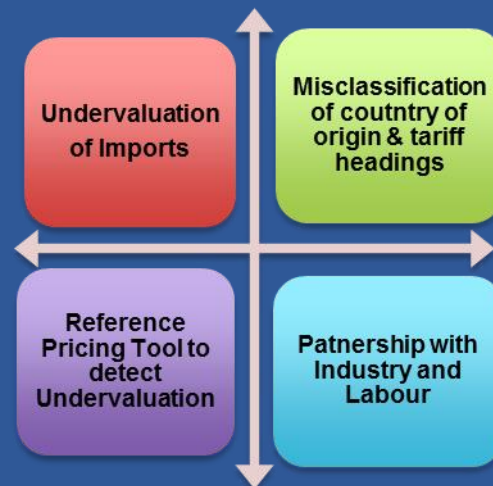 Undervaluation
of Imports
Misclassification
of coutntry of
origin & tariff
headings
Reference
Pricing Tool to
detect
Undervaluation
Patnership with
Industry and
Labour